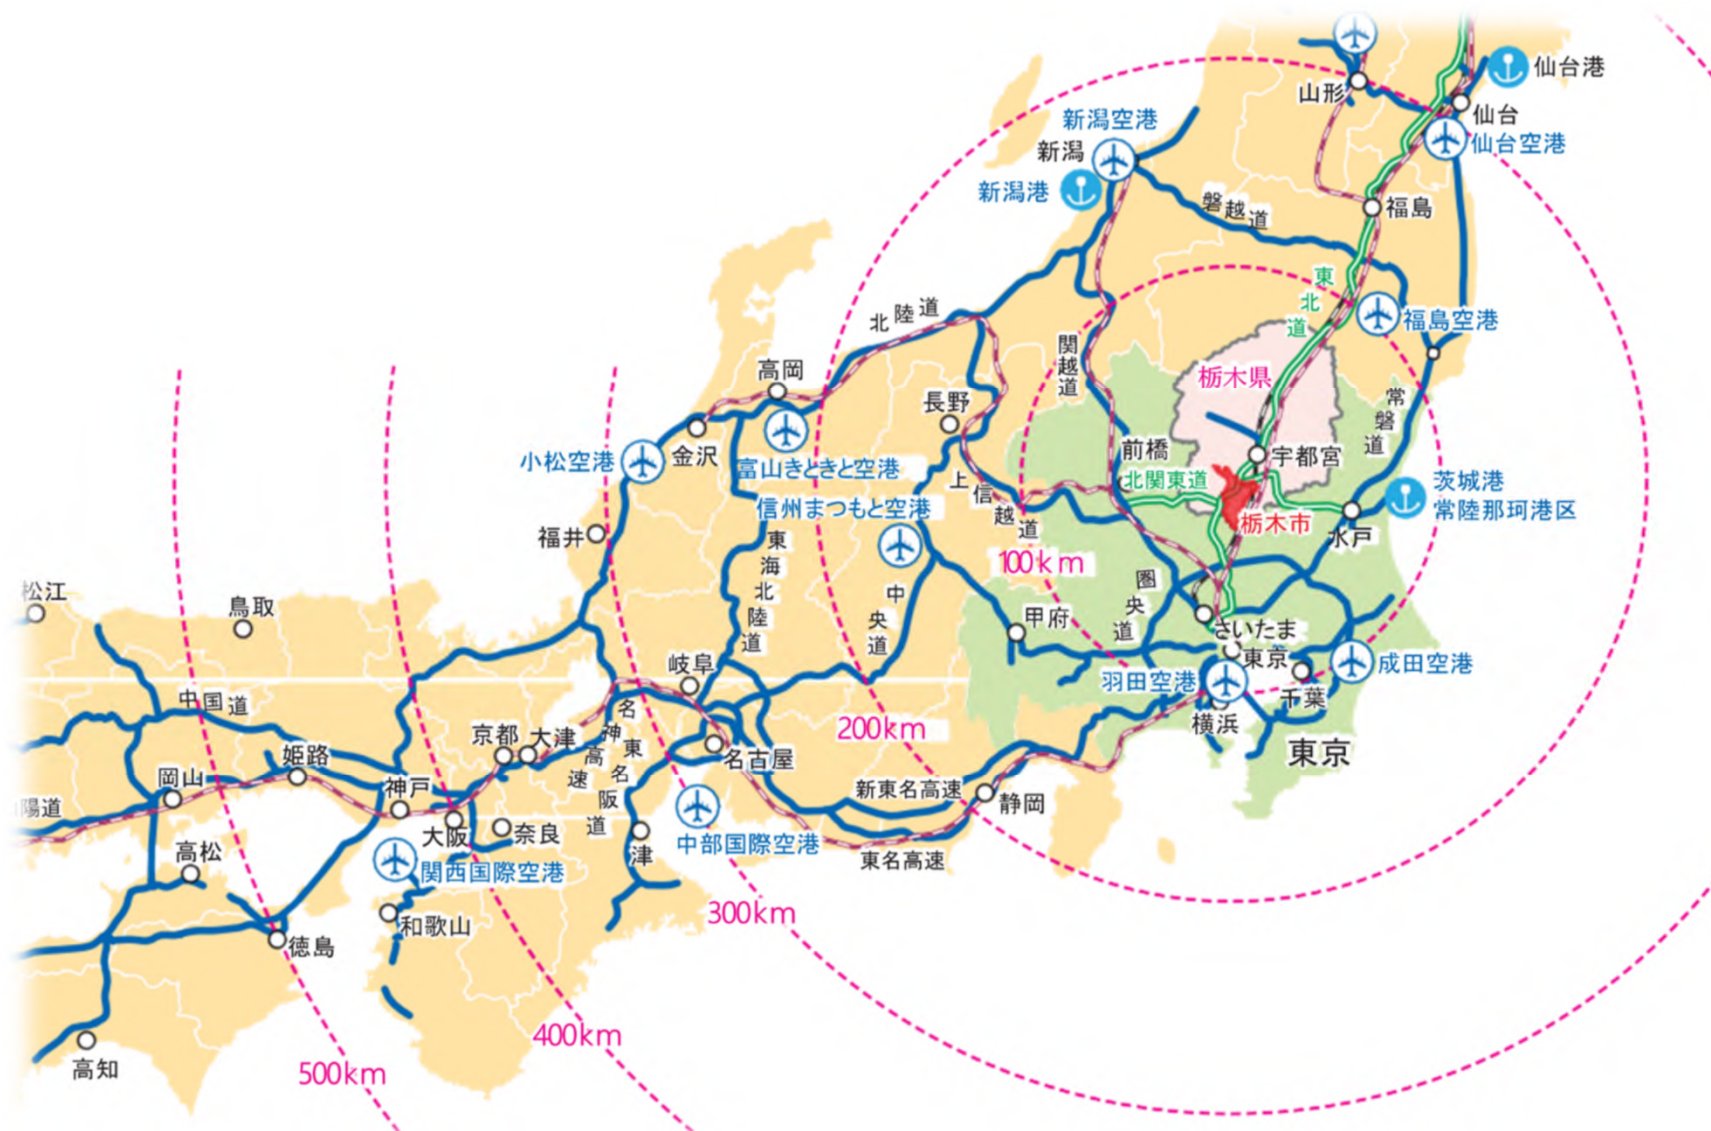 仙台港
山形
仙台
新潟空港
仙台空港
新潟
新潟港
磐越道
福島
東北道
北陸道
福島空港
関越道
高岡
栃木県
長野
常磐道
前橋
宇都宮
小松空港
金沢
富山きときと空港
上信越道
北関東道
茨城港
常陸那珂港区
信州まつもと空港
栃木市
福井
水戸
東海北陸道
100km
圏央道
松江
鳥取
中央道
甲府
さいたま
岐阜
東京
成田空港
羽田空港
千葉
中国道
名神高速
横浜
200km
京都
大津
東名阪道
姫路
名古屋
東京
岡山
神戸
新東名高速
静岡
陽道
大阪
奈良
高松
津
中部国際空港
東名高速
関西国際空港
300km
和歌山
徳島
400km
高知
500km